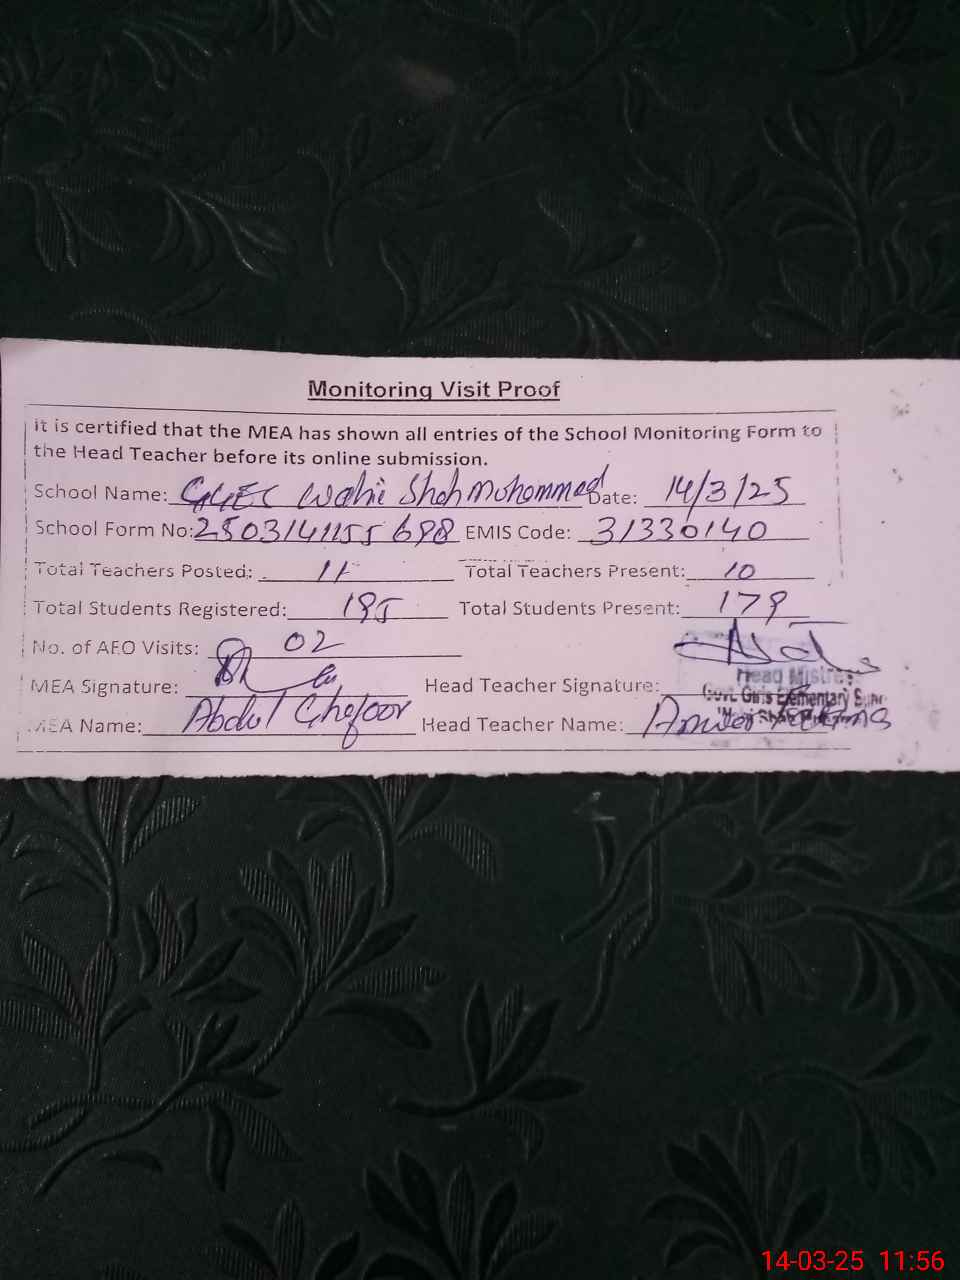 Monitoring Visit Proof
it is certified that the MEA has shown all entries of the School Monitoring Form to
the Head Teacher before its online submission.
School Name: GGES Wahi Shah Mohammad Date: 14/3/25
School Form No: EMIS Code: 31330140
Total Teachers Posted: 11 Total Teachers Present: 10
Total Students Registered: 195 Total Students Present: 179
No. of AEO Visits: 02
MEA Signature: Head Teacher Signature:
Head Mistress
Govt. Girls Elementary
MEA Name: Abdul Ghafoor Head Teacher Name:
14-03-25 11:56